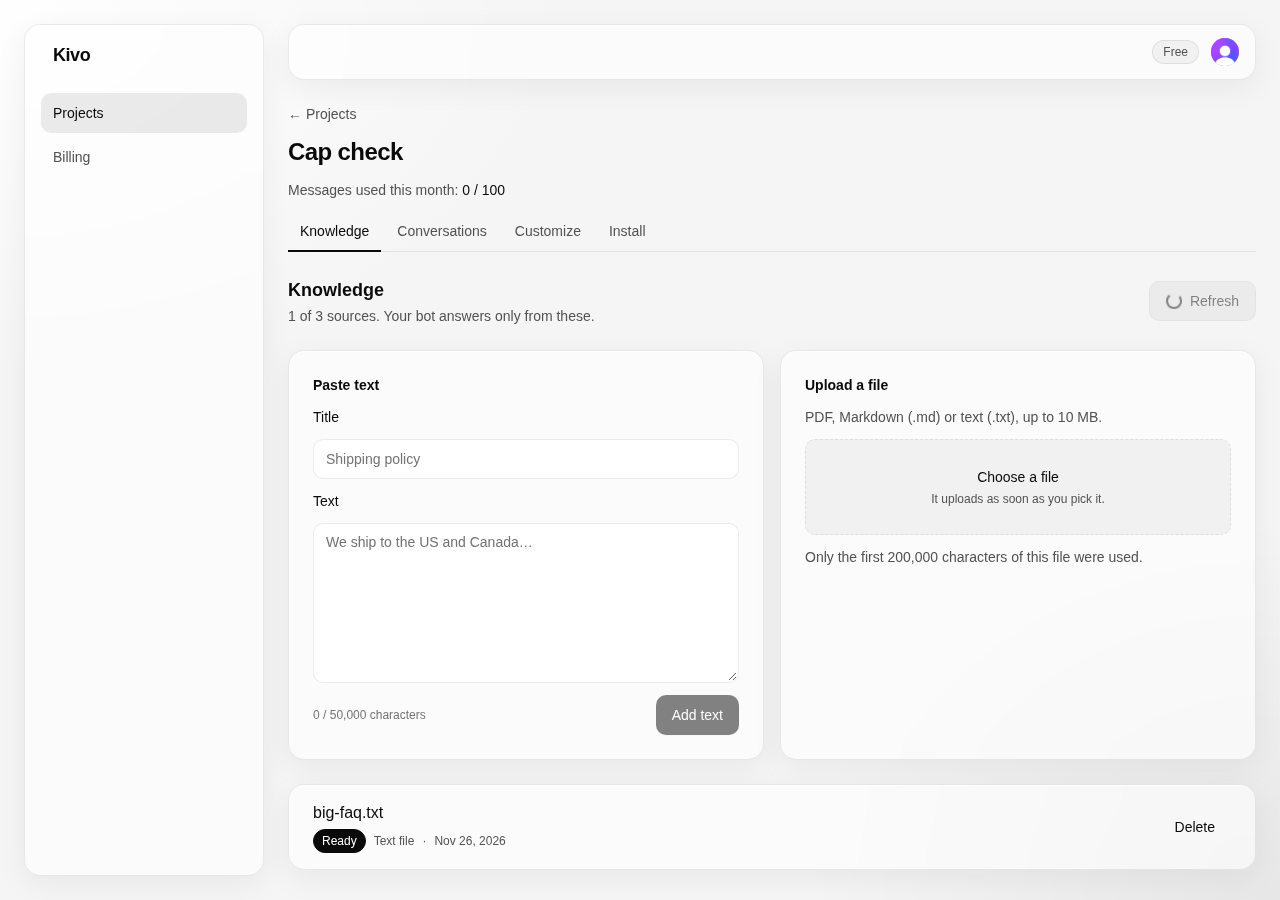 Kivo
Projects
Billing
Free
← Projects
Cap check
Messages used this month: 0 / 100
Knowledge Conversations Customize Install
Knowledge
1 of 3 sources. Your bot answers only from these.
Refresh
Paste text
Title
Shipping policy
Text
We ship to the US and Canada…
0 / 50,000 characters
Add text
Upload a file
PDF, Markdown (.md) or text (.txt), up to 10 MB.
Choose a file
It uploads as soon as you pick it.
Only the first 200,000 characters of this file were used.
big-faq.txt
Ready Text file · Nov 26, 2026
Delete